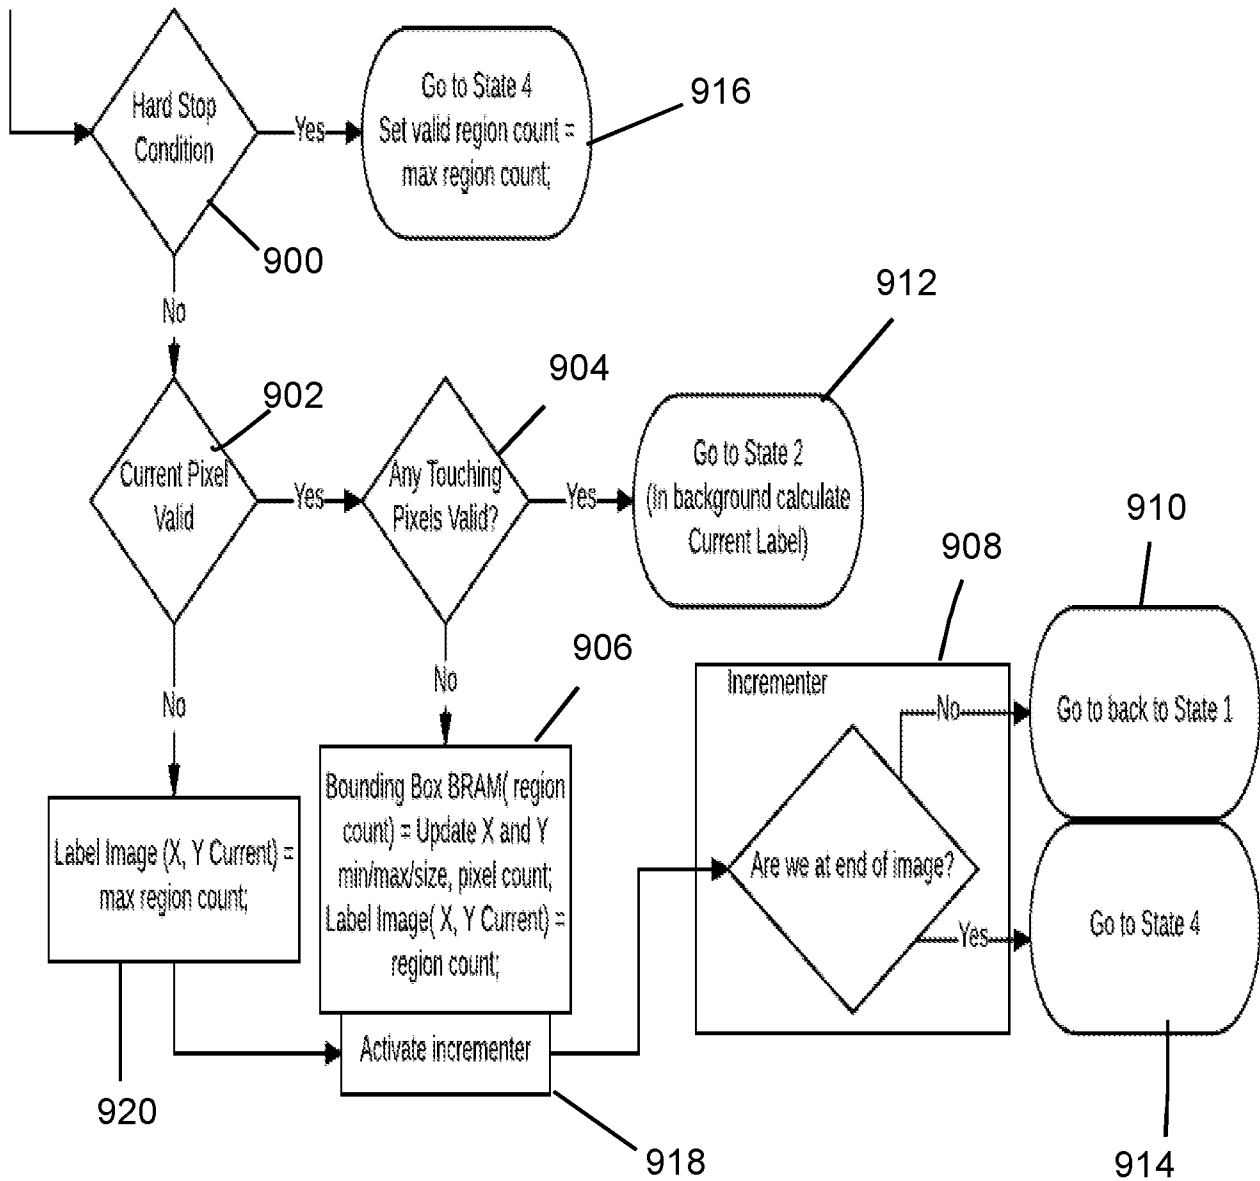 Hard Stop
Condition
Yes
Go to State 4
Set valid region count =
max region count;
916
900
No
912
902
904
Current Pixel
Valid
Yes
Any Touching
Pixels Valid?
Yes
Go to State 2
(In background calculate
Current Label)
910
908
906
No
No
Incrementer
No
Go to back to State 1
Bounding Box BRAM( region
count) = Update X and Y
min/max/size, pixel count;
Label Image( X, Y Current) =
region count;
Label Image (X, Y Current) =
max region count;
Are we at end of image?
Yes
Go to State 4
Activate incrementer
920
918
914